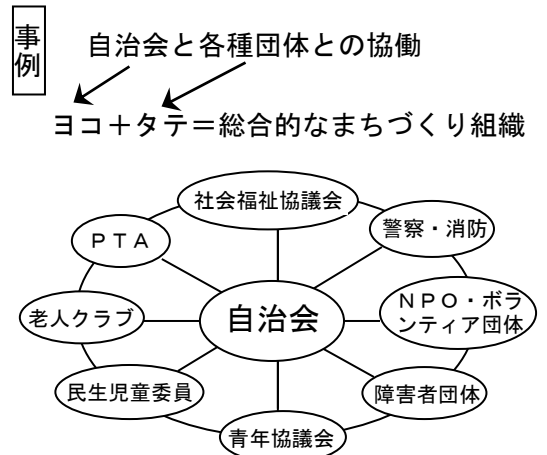 事例
自治会と各種団体との協働
ヨコ＋タテ＝総合的なまちづくり組織
社会福祉協議会
警察・消防
ＰＴＡ
ＮＰＯ・ボラ
ンティア団体
自治会
老人クラブ
民生児童委員
障害者団体
青年協議会